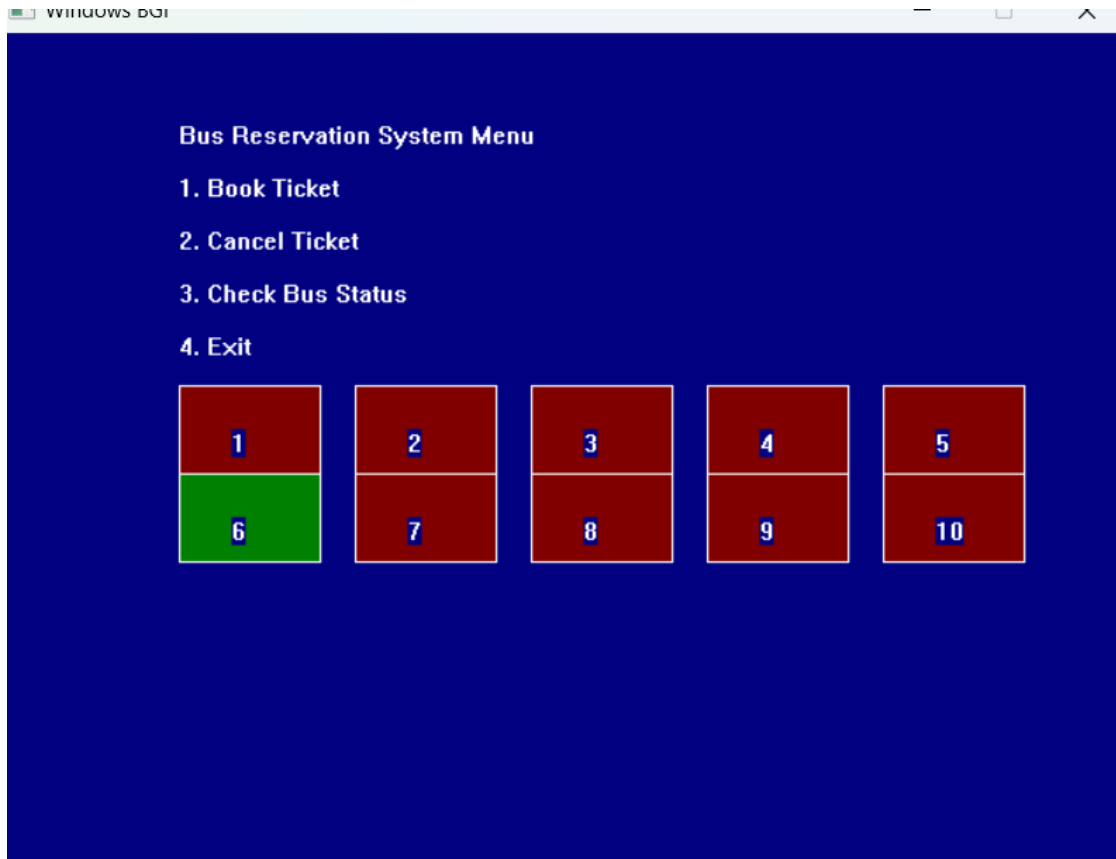 Windows BGI
Bus Reservation System Menu
1. Book Ticket
2. Cancel Ticket
3. Check Bus Status
4. Exit
1 2 3 4 5
6 7 8 9 10